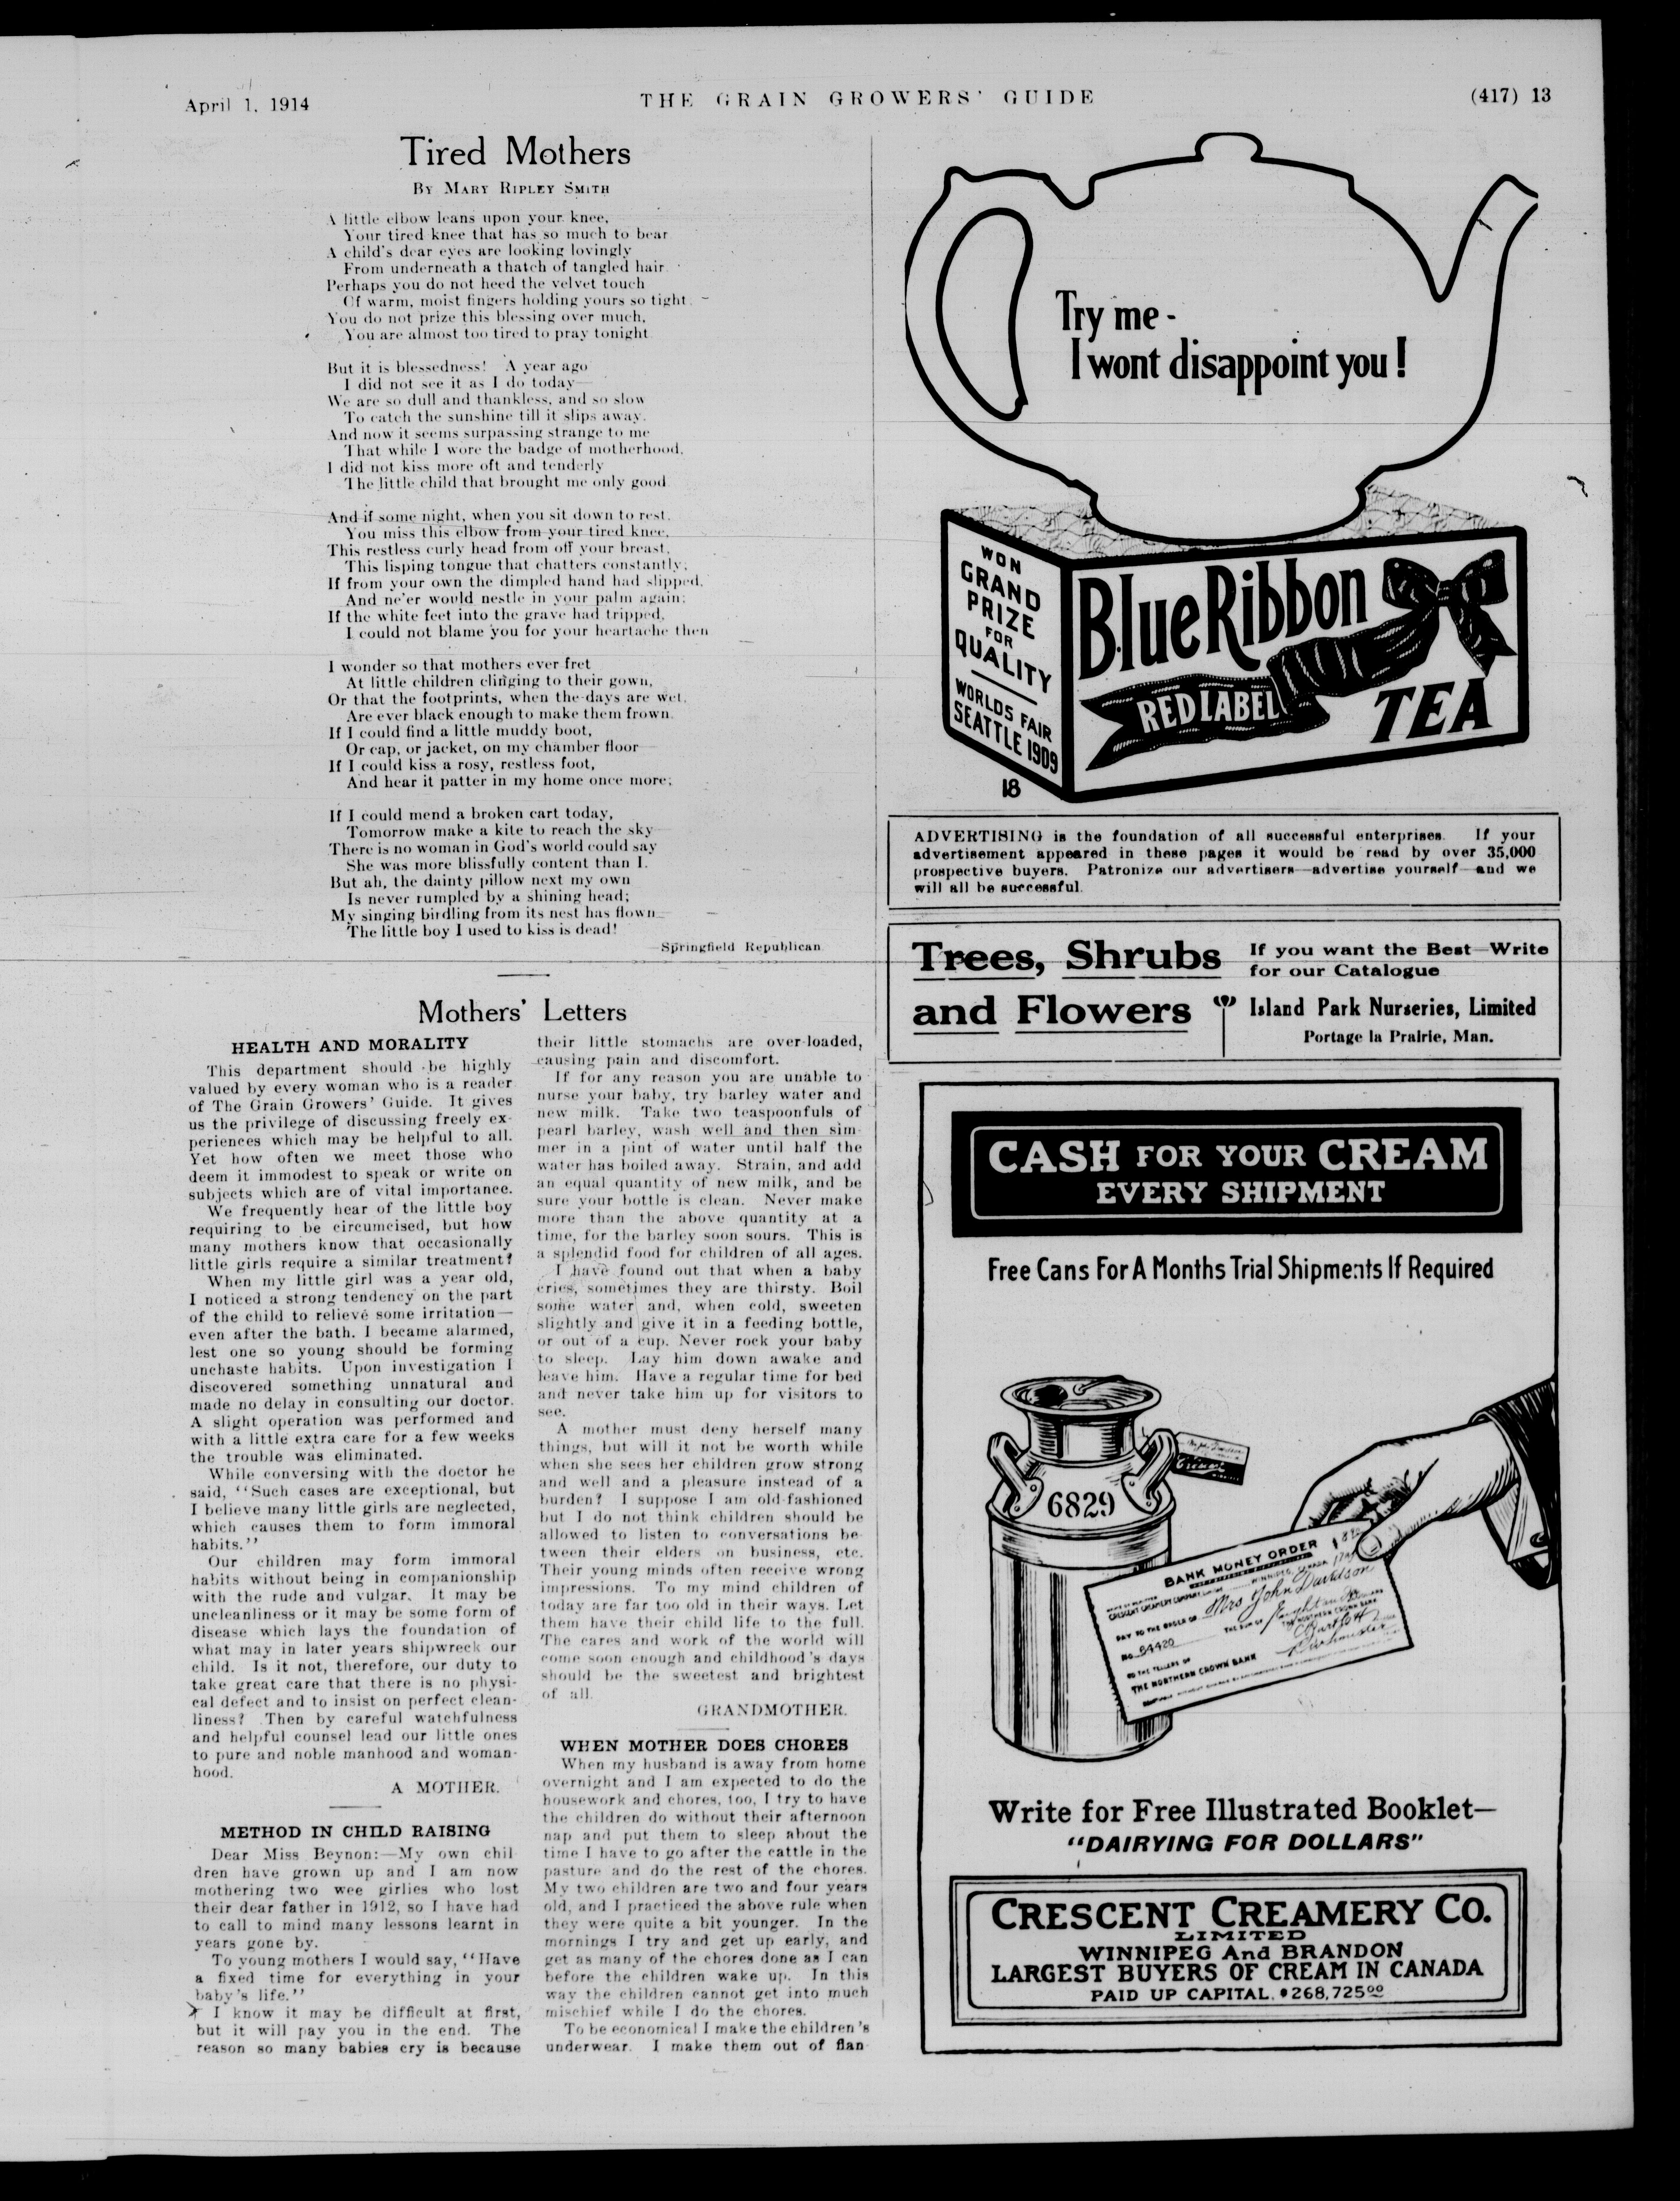 April 1, 1914
THE GRAIN GROWERS' GUIDE
(417) 13
Tired Mothers
By Mary Ripley Smith
A little elbow leans upon your knee,
Your tired knee that has so much to bear
A child's dear eyes are looking lovingly
From underneath a thatch of tangled hair.
Perhaps you do not heed the velvet touch
Of warm, moist fingers holding yours so tight.
You do not prize this blessing over much,
You are almost too tired to pray tonight
But it is blessedness! A year ago
I did not see it as I do today—
We are so dull and thankless, and so slow
To catch the sunshine till it slips away.
And now it seems surpassing strange to me
That while I wore the badge of motherhood,
I did not kiss more oft and tenderly
The little child that brought me only good.
And if some night, when you sit down to rest,
You miss this elbow from your tired knee,
This restless curly head from off your breast,
This lisping tongue that chatters constantly;
If from your own the dimpled hand had slipped,
And ne'er would nestle in your palm again;
If the white feet into the grave had tripped,
I could not blame you for your heartache then
I wonder so that mothers ever fret
At little children clinging to their gown,
Or that the footprints, when the days are wet,
Are ever black enough to make them frown.
If I could find a little muddy boot,
Or cap, or jacket, on my chamber floor—
If I could kiss a rosy, restless foot,
And hear it patter in my home once more;
If I could mend a broken cart today,
Tomorrow make a kite to reach the sky—
There is no woman in God's world could say
She was more blissfully content than I.
But ah, the dainty pillow next my own
Is never rumpled by a shining head;
My singing birdling from its nest has flown—
The little boy I used to kiss is dead!
—Springfield Republican.
Mothers' Letters
HEALTH AND MORALITY
This department should be highly
valued by every woman who is a reader
of The Grain Growers' Guide. It gives
us the privilege of discussing freely ex-
periences which may be helpful to all.
Yet how often we meet those who
deem it immodest to speak or write on
subjects which are of vital importance.
We frequently hear of the little boy
requiring to be circumcised, but how
many mothers know that occasionally
little girls require a similar treatment?
When my little girl was a year old,
I noticed a strong tendency on the part
of the child to relieve some irritation—
even after the bath. I became alarmed,
lest one so young should be forming
unchaste habits. Upon investigation I
discovered something unnatural and
made no delay in consulting our doctor.
A slight operation was performed and
with a little extra care for a few weeks
the trouble was eliminated.
While conversing with the doctor he
said, "Such cases are exceptional, but
I believe many little girls are neglected,
which causes them to form immoral
habits."
Our children may form immoral
habits without being in companionship
with the rude and vulgar. It may be
uncleanliness or it may be some form of
disease which lays the foundation of
what may in later years shipwreck our
child. Is it not, therefore, our duty to
take great care that there is no physi-
cal defect and to insist on perfect clean-
liness? Then by careful watchfulness
and helpful counsel lead our little ones
to pure and noble manhood and woman-
hood.
A MOTHER.
METHOD IN CHILD RAISING
Dear Miss Beynon:—My own chil
dren have grown up and I am now
mothering two wee girlies who lost
their dear father in 1912, so I have had
to call to mind many lessons learnt in
years gone by.
To young mothers I would say, "Have
a fixed time for everything in your
baby's life."
I know it may be difficult at first,
but it will pay you in the end. The
reason so many babies cry is because
their little stomachs are over-loaded,
causing pain and discomfort.
If for any reason you are unable to
nurse your baby, try barley water and
new milk. Take two teaspoonfuls of
pearl barley, wash well and then sim-
mer in a pint of water until half the
water has boiled away. Strain, and add
an equal quantity of new milk, and be
sure your bottle is clean. Never make
more than the above quantity at a
time, for the barley soon sours. This is
a splendid food for children of all ages.
I have found out that when a baby
cries, sometimes they are thirsty. Boil
some water and, when cold, sweeten
slightly and give it in a feeding bottle,
or out of a cup. Never rock your baby
to sleep. Lay him down awake and
leave him. Have a regular time for bed
and never take him up for visitors to
see.
A mother must deny herself many
things, but will it not be worth while
when she sees her children grow strong
and well and a pleasure instead of a
burden? I suppose I am old-fashioned
but I do not think children should be
allowed to listen to conversations be-
tween their elders on business, etc.
Their young minds often receive wrong
impressions. To my mind children of
today are far too old in their ways. Let
them have their child life to the full.
The cares and work of the world will
come soon enough and childhood's days
should be the sweetest and brightest
of all.
GRANDMOTHER.
WHEN MOTHER DOES CHORES
When my husband is away from home
overnight and I am expected to do the
housework and chores, too, I try to have
the children do without their afternoon
nap and put them to sleep about the
time I have to go after the cattle in the
pasture and do the rest of the chores.
My two children are two and four years
old, and I practiced the above rule when
they were quite a bit younger. In the
mornings I try and get up early, and
get as many of the chores done as I can
before the children wake up. In this
way the children cannot get into much
mischief while I do the chores.
To be economical I make the children's
underwear. I make them out of flan
Try me -
I wont disappoint you!
WON
GRAND
PRIZE
FOR
QUALITY
WORLDS FAIR
SEATTLE 1909
Blue Ribbon
RED LABEL
TEA
18
ADVERTISING is the foundation of all successful enterprises. If your
advertisement appeared in these pages it would be read by over 35,000
prospective buyers. Patronize our advertisers—advertise yourself—and we
will all be successful.
Trees, Shrubs
and Flowers
If you want the Best—Write
for our Catalogue
Island Park Nurseries, Limited
Portage la Prairie, Man.
CASH FOR YOUR CREAM
EVERY SHIPMENT
Free Cans For A Months Trial Shipments If Required
6829
BANK MONEY ORDER
CRESCENT CREAMERY COMPANY
PAY TO THE ORDER OF Mrs John Davidson
THE SUM OF
NO. 64420
TO THE TELLERS OF
THE NORTHERN CROWN BANK
Write for Free Illustrated Booklet—
"DAIRYING FOR DOLLARS"
CRESCENT CREAMERY CO.
LIMITED
WINNIPEG And BRANDON
LARGEST BUYERS OF CREAM IN CANADA
PAID UP CAPITAL, $268,725⁰⁰